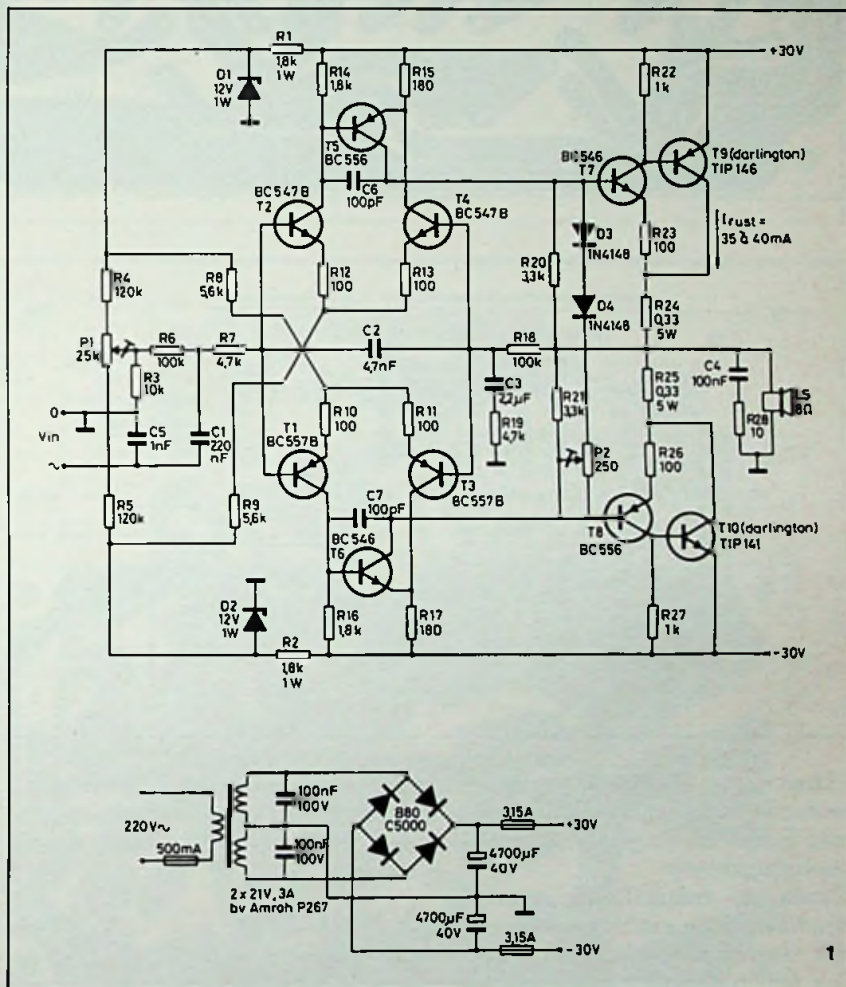 R1
1,8k
1W
+30V
D1
12V
1W
R14
1,8k
R15
180
R22
1k
T5
BC556
BC546
T7
T9(darlington)
TIP 146
C6
100pF
BC547B
T2
T4
BC547B
Irust =
35 à 40mA
R23
100
D3
1N4148
R20
3,3k
R4
120k
R8
5,6k
R12
100
R13
100
D4
1N4148
R24
0,33
5W
P1
25k
R6
100k
R7
4,7k
C2
4,7nF
R18
100k
R3
10k
C3
2,2µF
R25
0,33
5W
C4
100nF
LS
8Ω
0
Vin
~
C5
1nF
C1
220
nF
R10
100
R11
100
R19
4,7k
R21
3,3k
P2
250
R26
100
R28
10
T1
BC557B
T3
BC557B
R5
120k
R9
5,6k
C7
100pF
BC546
T6
T8
BC556
T10(darlington)
TIP141
D2
12V
1W
R16
1,8k
R17
180
R27
1k
R2
1,8k
1W
-30V
100nF
100V
B80
C5000
3,15A
+30V
220V~
500mA
100nF
100V
4700µF
40V
2 x 21V, 3A
bv Amroh P267
4700µF
40V
3,15A
-30V
1